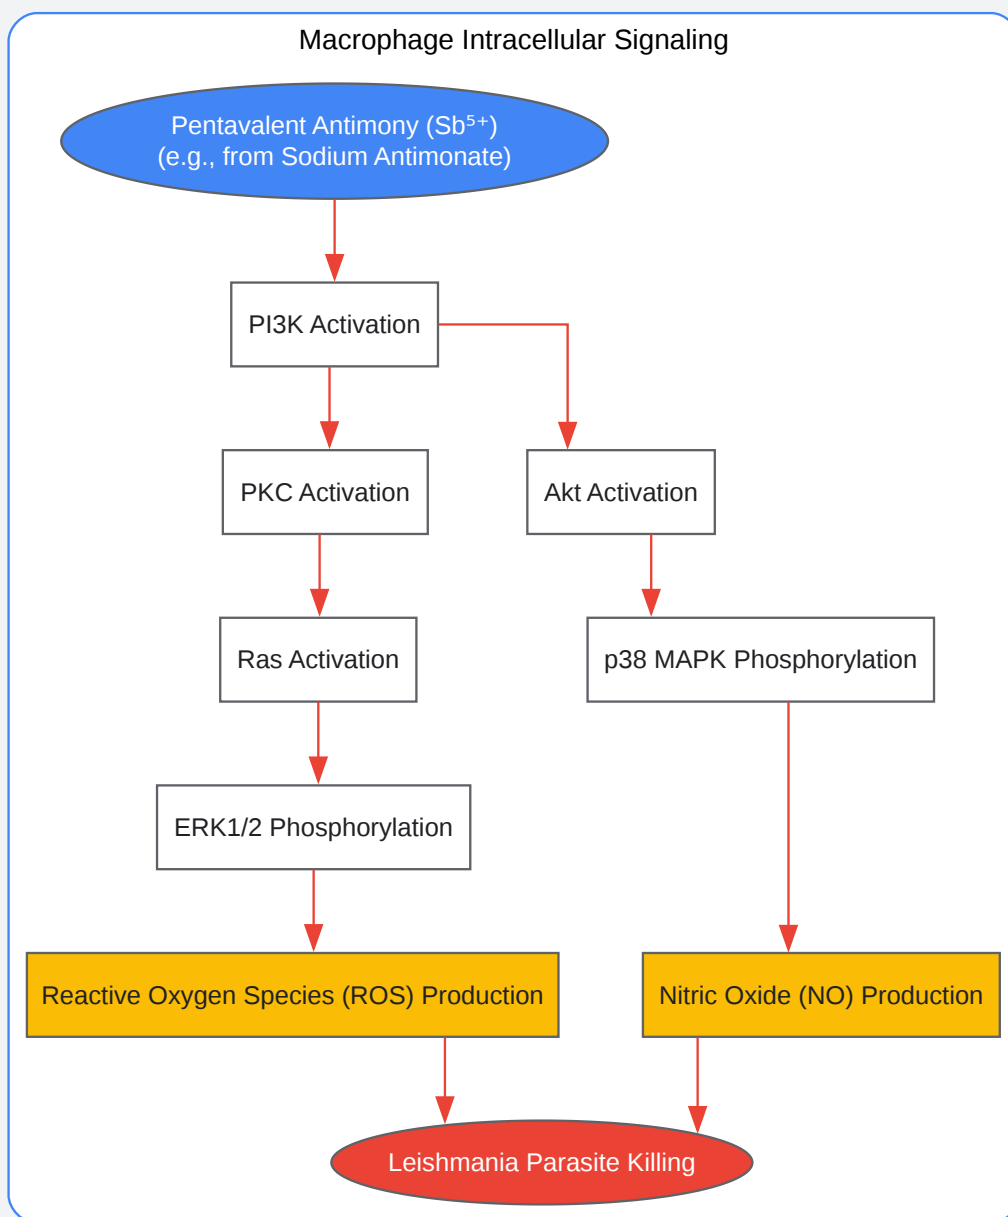 Macrophage Intracellular Signaling
Pentavalent Antimony (Sb⁵⁺)
(e.g., from Sodium Antimonate)
PI3K Activation
PKC Activation
Akt Activation
Ras Activation
p38 MAPK Phosphorylation
ERK1/2 Phosphorylation
Reactive Oxygen Species (ROS) Production
Nitric Oxide (NO) Production
Leishmania Parasite Killing